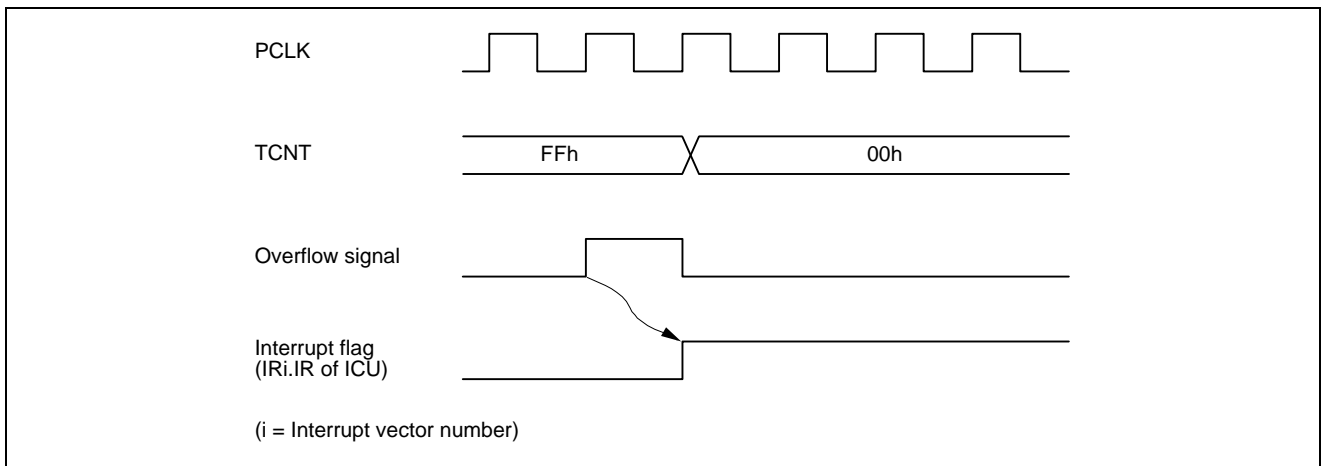 PCLK
TCNT
FFh
00h
Overflow signal
Interrupt flag
(IRi.IR of ICU)
(i = Interrupt vector number)